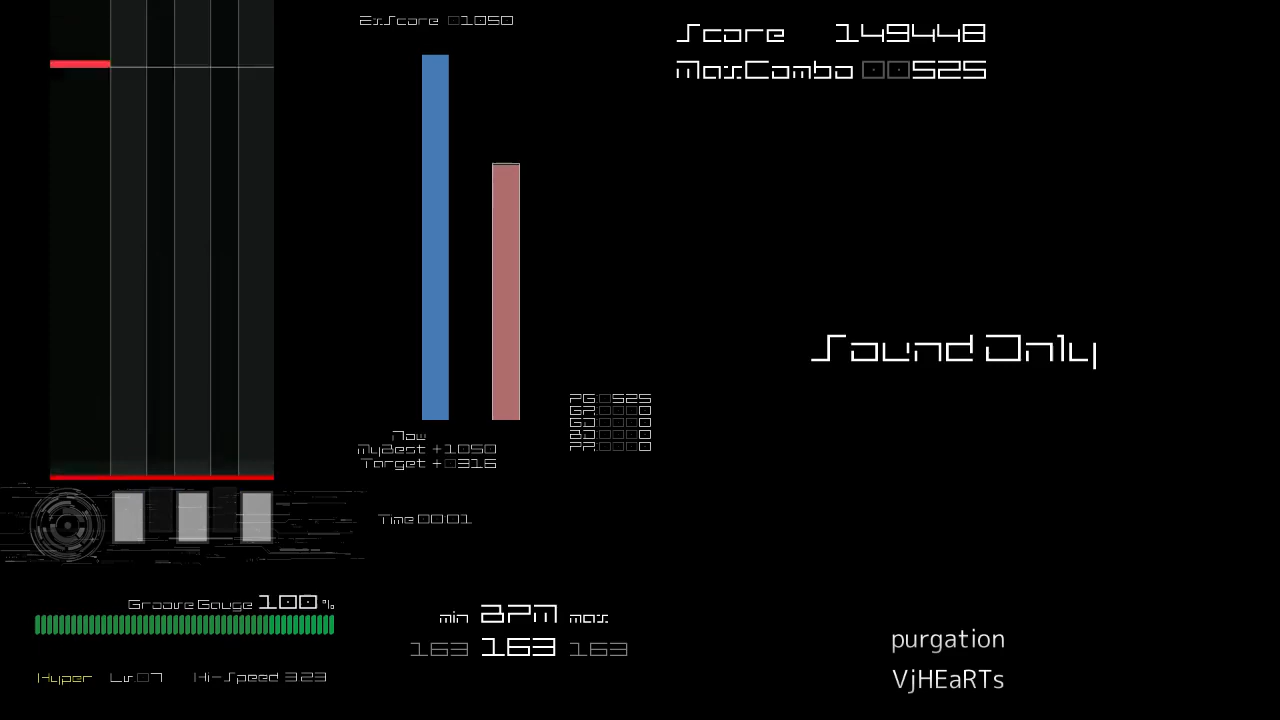 ExScore 01050
Score 149448
MaxCombo 00525
Sound Only
PG:0525
GR:0000
GD:0000
BD:0000
PR:0000
Now
MyBest +1050
Target +0316
Time 00:01
Groove Gauge 100%
min BPM max
163 163 163
Hyper Lv.07 Hi-Speed 3.23
purgation
VjHEaRTs